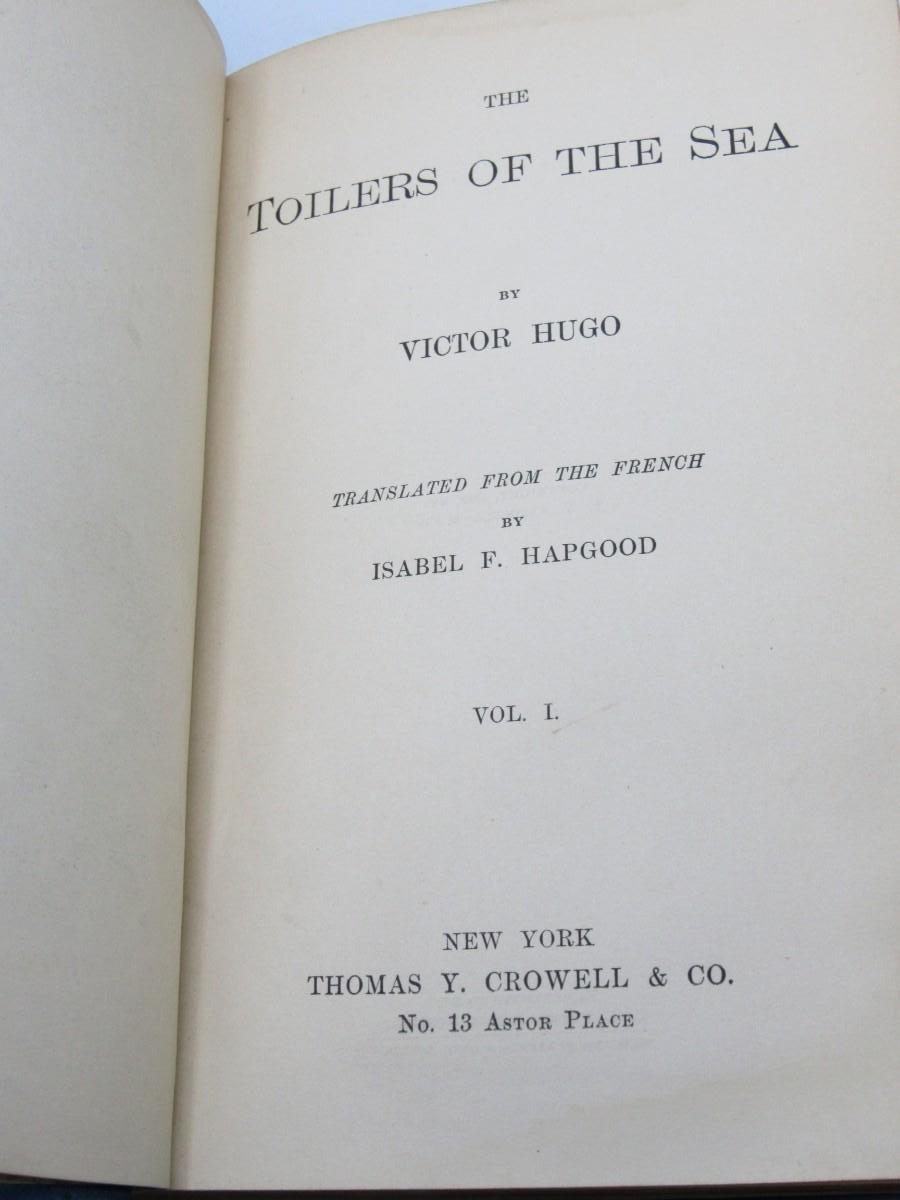 THE
TOILERS OF THE SEA
BY
VICTOR HUGO
TRANSLATED FROM THE FRENCH
BY
ISABEL F. HAPGOOD
VOL. I.
NEW YORK
THOMAS Y. CROWELL & CO.
No. 13 ASTOR PLACE